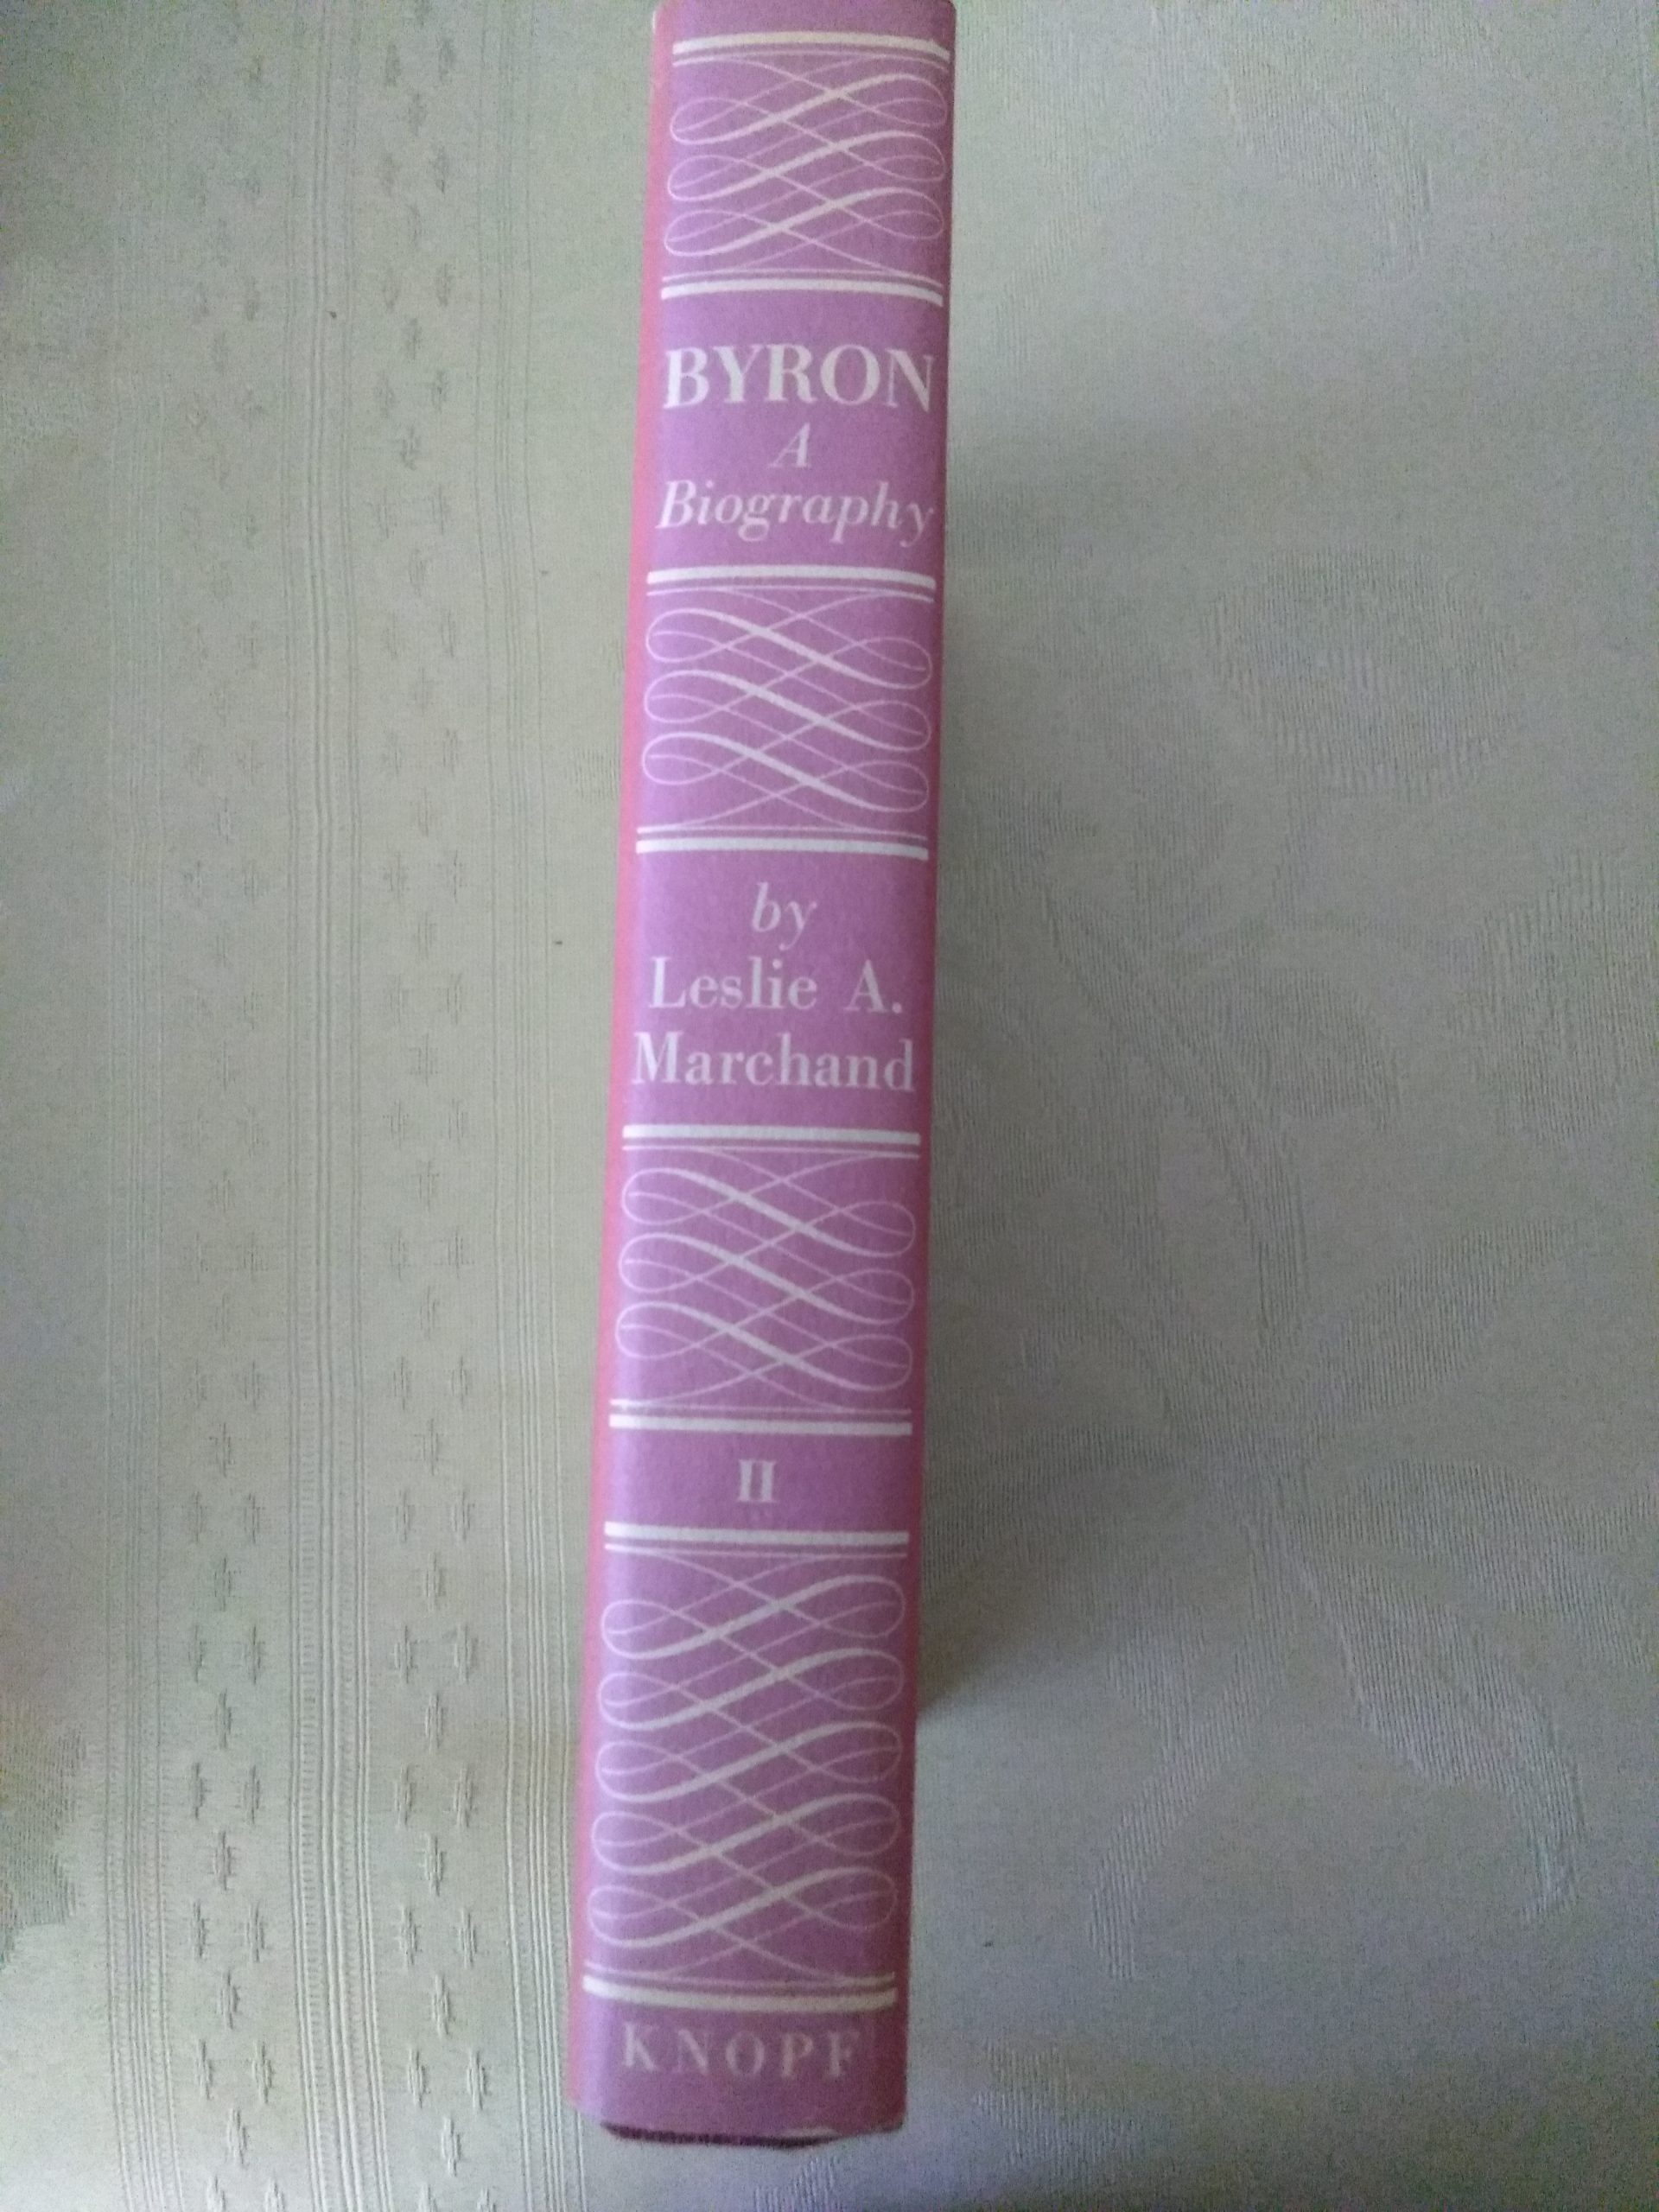 BYRON
A
Biography
by
Leslie A.
Marchand
II
KNOPF